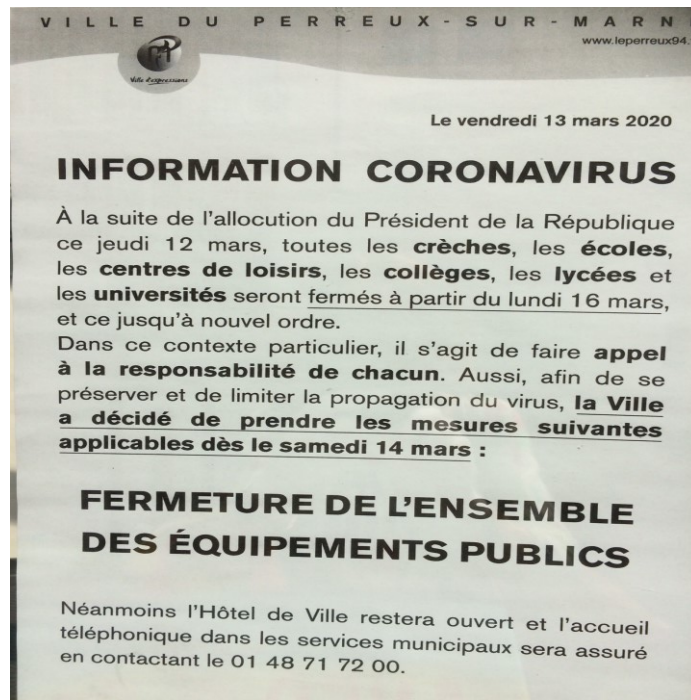 VILLE DU PERREUX-SUR-MARN
www.leperreux94.
Ville d'expressions
Le vendredi 13 mars 2020
INFORMATION CORONAVIRUS
À la suite de l'allocution du Président de la République
ce jeudi 12 mars, toutes les crèches, les écoles,
les centres de loisirs, les collèges, les lycées et
les universités seront fermés à partir du lundi 16 mars,
et ce jusqu'à nouvel ordre.
Dans ce contexte particulier, il s'agit de faire appel
à la responsabilité de chacun. Aussi, afin de se
préserver et de limiter la propagation du virus, la Ville
a décidé de prendre les mesures suivantes
applicables dès le samedi 14 mars :
FERMETURE DE L'ENSEMBLE
DES ÉQUIPEMENTS PUBLICS
Néanmoins l'Hôtel de Ville restera ouvert et l'accueil
téléphonique dans les services municipaux sera assuré
en contactant le 01 48 71 72 00.